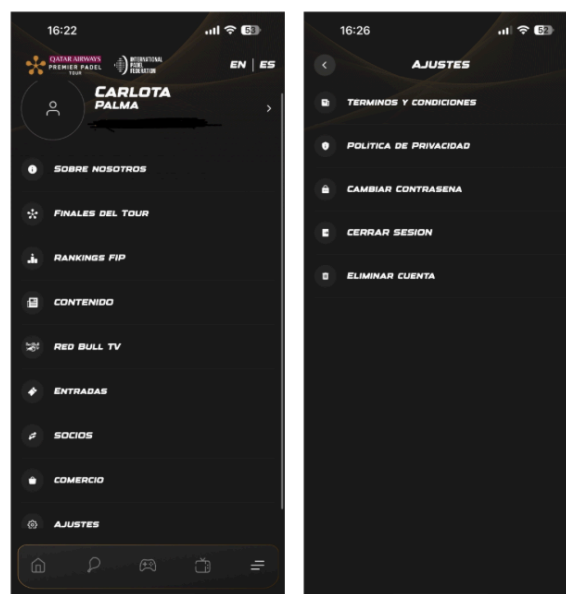 16:22
53
QATAR AIRWAYS
PREMIER PADEL
TOUR
INTERNATIONAL
PADEL
FEDERATION
EN | ES
CARLOTA
PALMA
SOBRE NOSOTROS
FINALES DEL TOUR
RANKINGS FIP
CONTENIDO
RED BULL TV
ENTRADAS
SOCIOS
COMERCIO
AJUSTES
16:26
52
AJUSTES
TERMINOS Y CONDICIONES
POLITICA DE PRIVACIDAD
CAMBIAR CONTRASENA
CERRAR SESION
ELIMINAR CUENTA